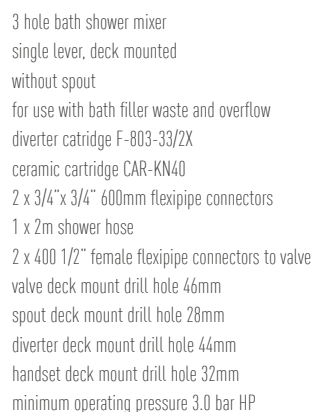 3 hole bath shower mixer
single lever, deck mounted
without spout
for use with bath filler waste and overflow
diverter catridge F-803-33/2X
ceramic cartridge CAR-KN40
2 x 3/4"x 3/4" 600mm flexipipe connectors
1 x 2m shower hose
2 x 400 1/2" female flexipipe connectors to valve
valve deck mount drill hole 46mm
spout deck mount drill hole 28mm
diverter deck mount drill hole 44mm
handset deck mount drill hole 32mm
minimum operating pressure 3.0 bar HP